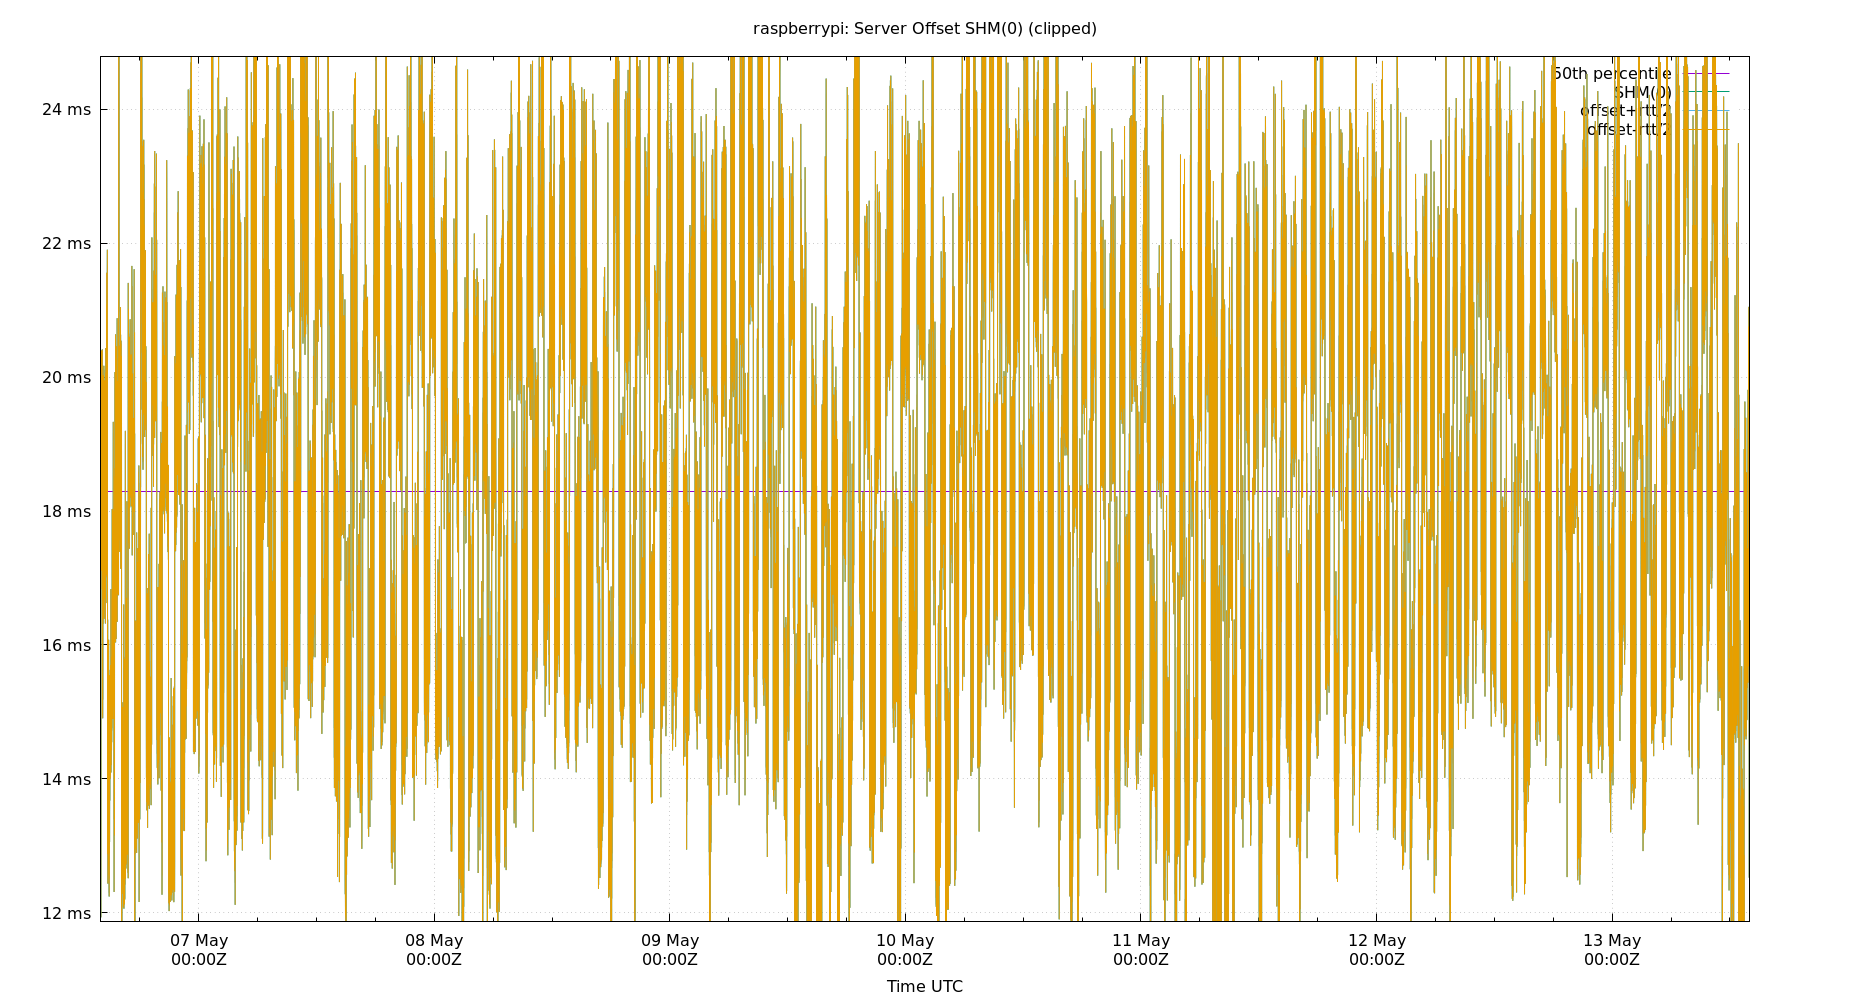 raspberrypi: Server Offset SHM(0) (clipped)
50th percentile
SHM(0)
offset+rtt/2
offset-rtt/2
24 ms
22 ms
20 ms
18 ms
16 ms
14 ms
12 ms
07 May 08 May 09 May 10 May 11 May 12 May 13 May
00:00Z 00:00Z 00:00Z 00:00Z 00:00Z 00:00Z 00:00Z
Time UTC